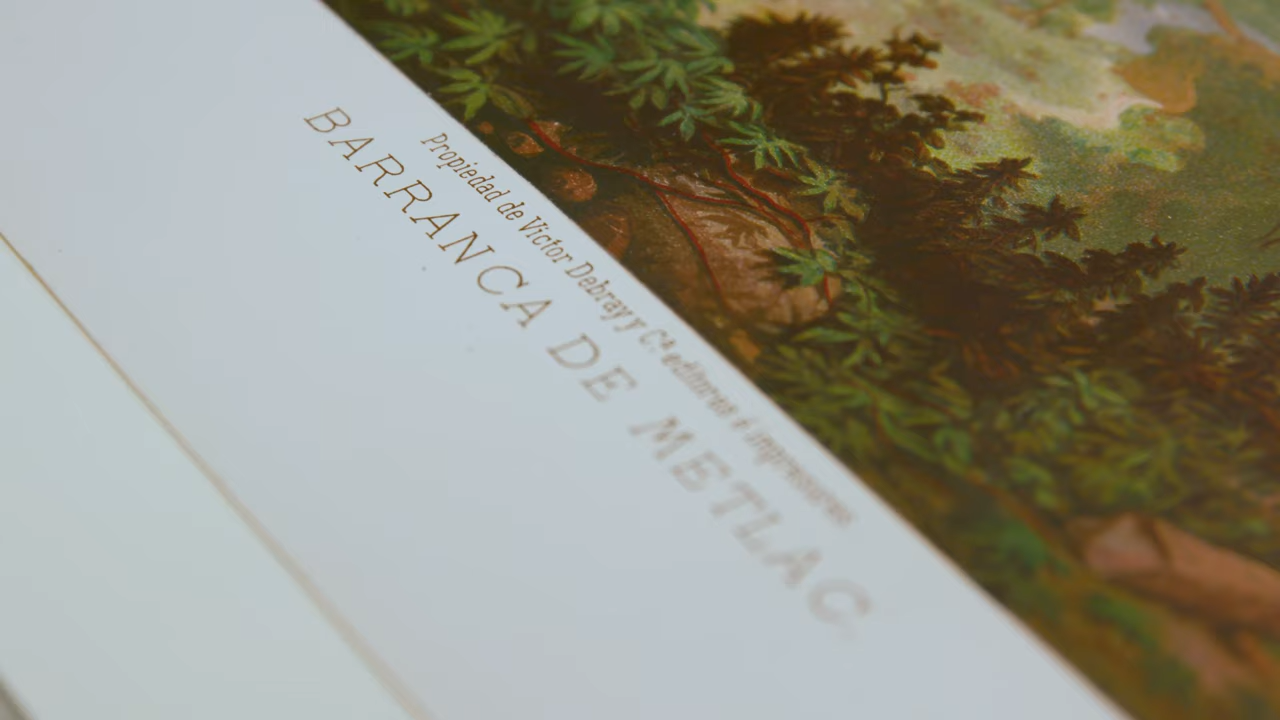 Propiedad de Victor Debray y Cª editores é impresores.
BARRANCA DE METLAC.